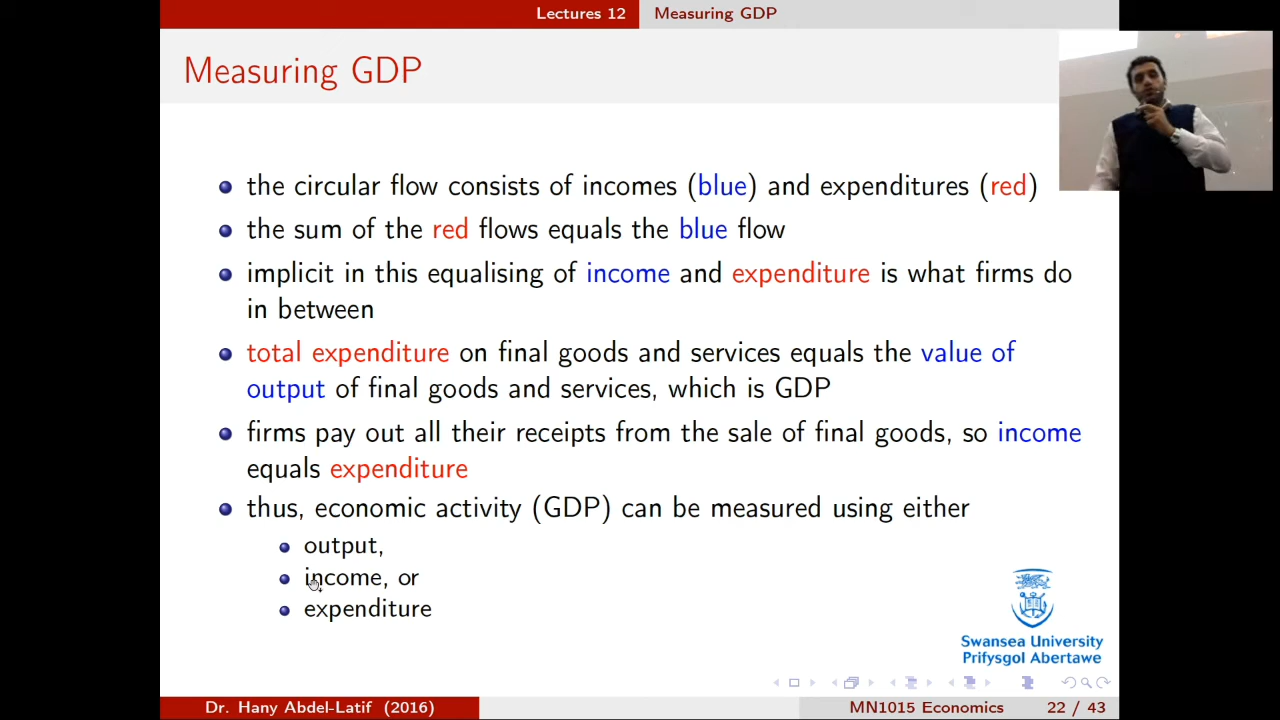 Lectures 12 Measuring GDP
Measuring GDP
the circular flow consists of incomes (blue) and expenditures (red)
the sum of the red flows equals the blue flow
implicit in this equalising of income and expenditure is what firms do
in between
total expenditure on final goods and services equals the value of
output of final goods and services, which is GDP
firms pay out all their receipts from the sale of final goods, so income
equals expenditure
thus, economic activity (GDP) can be measured using either
output,
income, or
expenditure
Swansea University
Prifysgol Abertawe
Dr. Hany Abdel-Latif (2016) MN1015 Economics 22 / 43